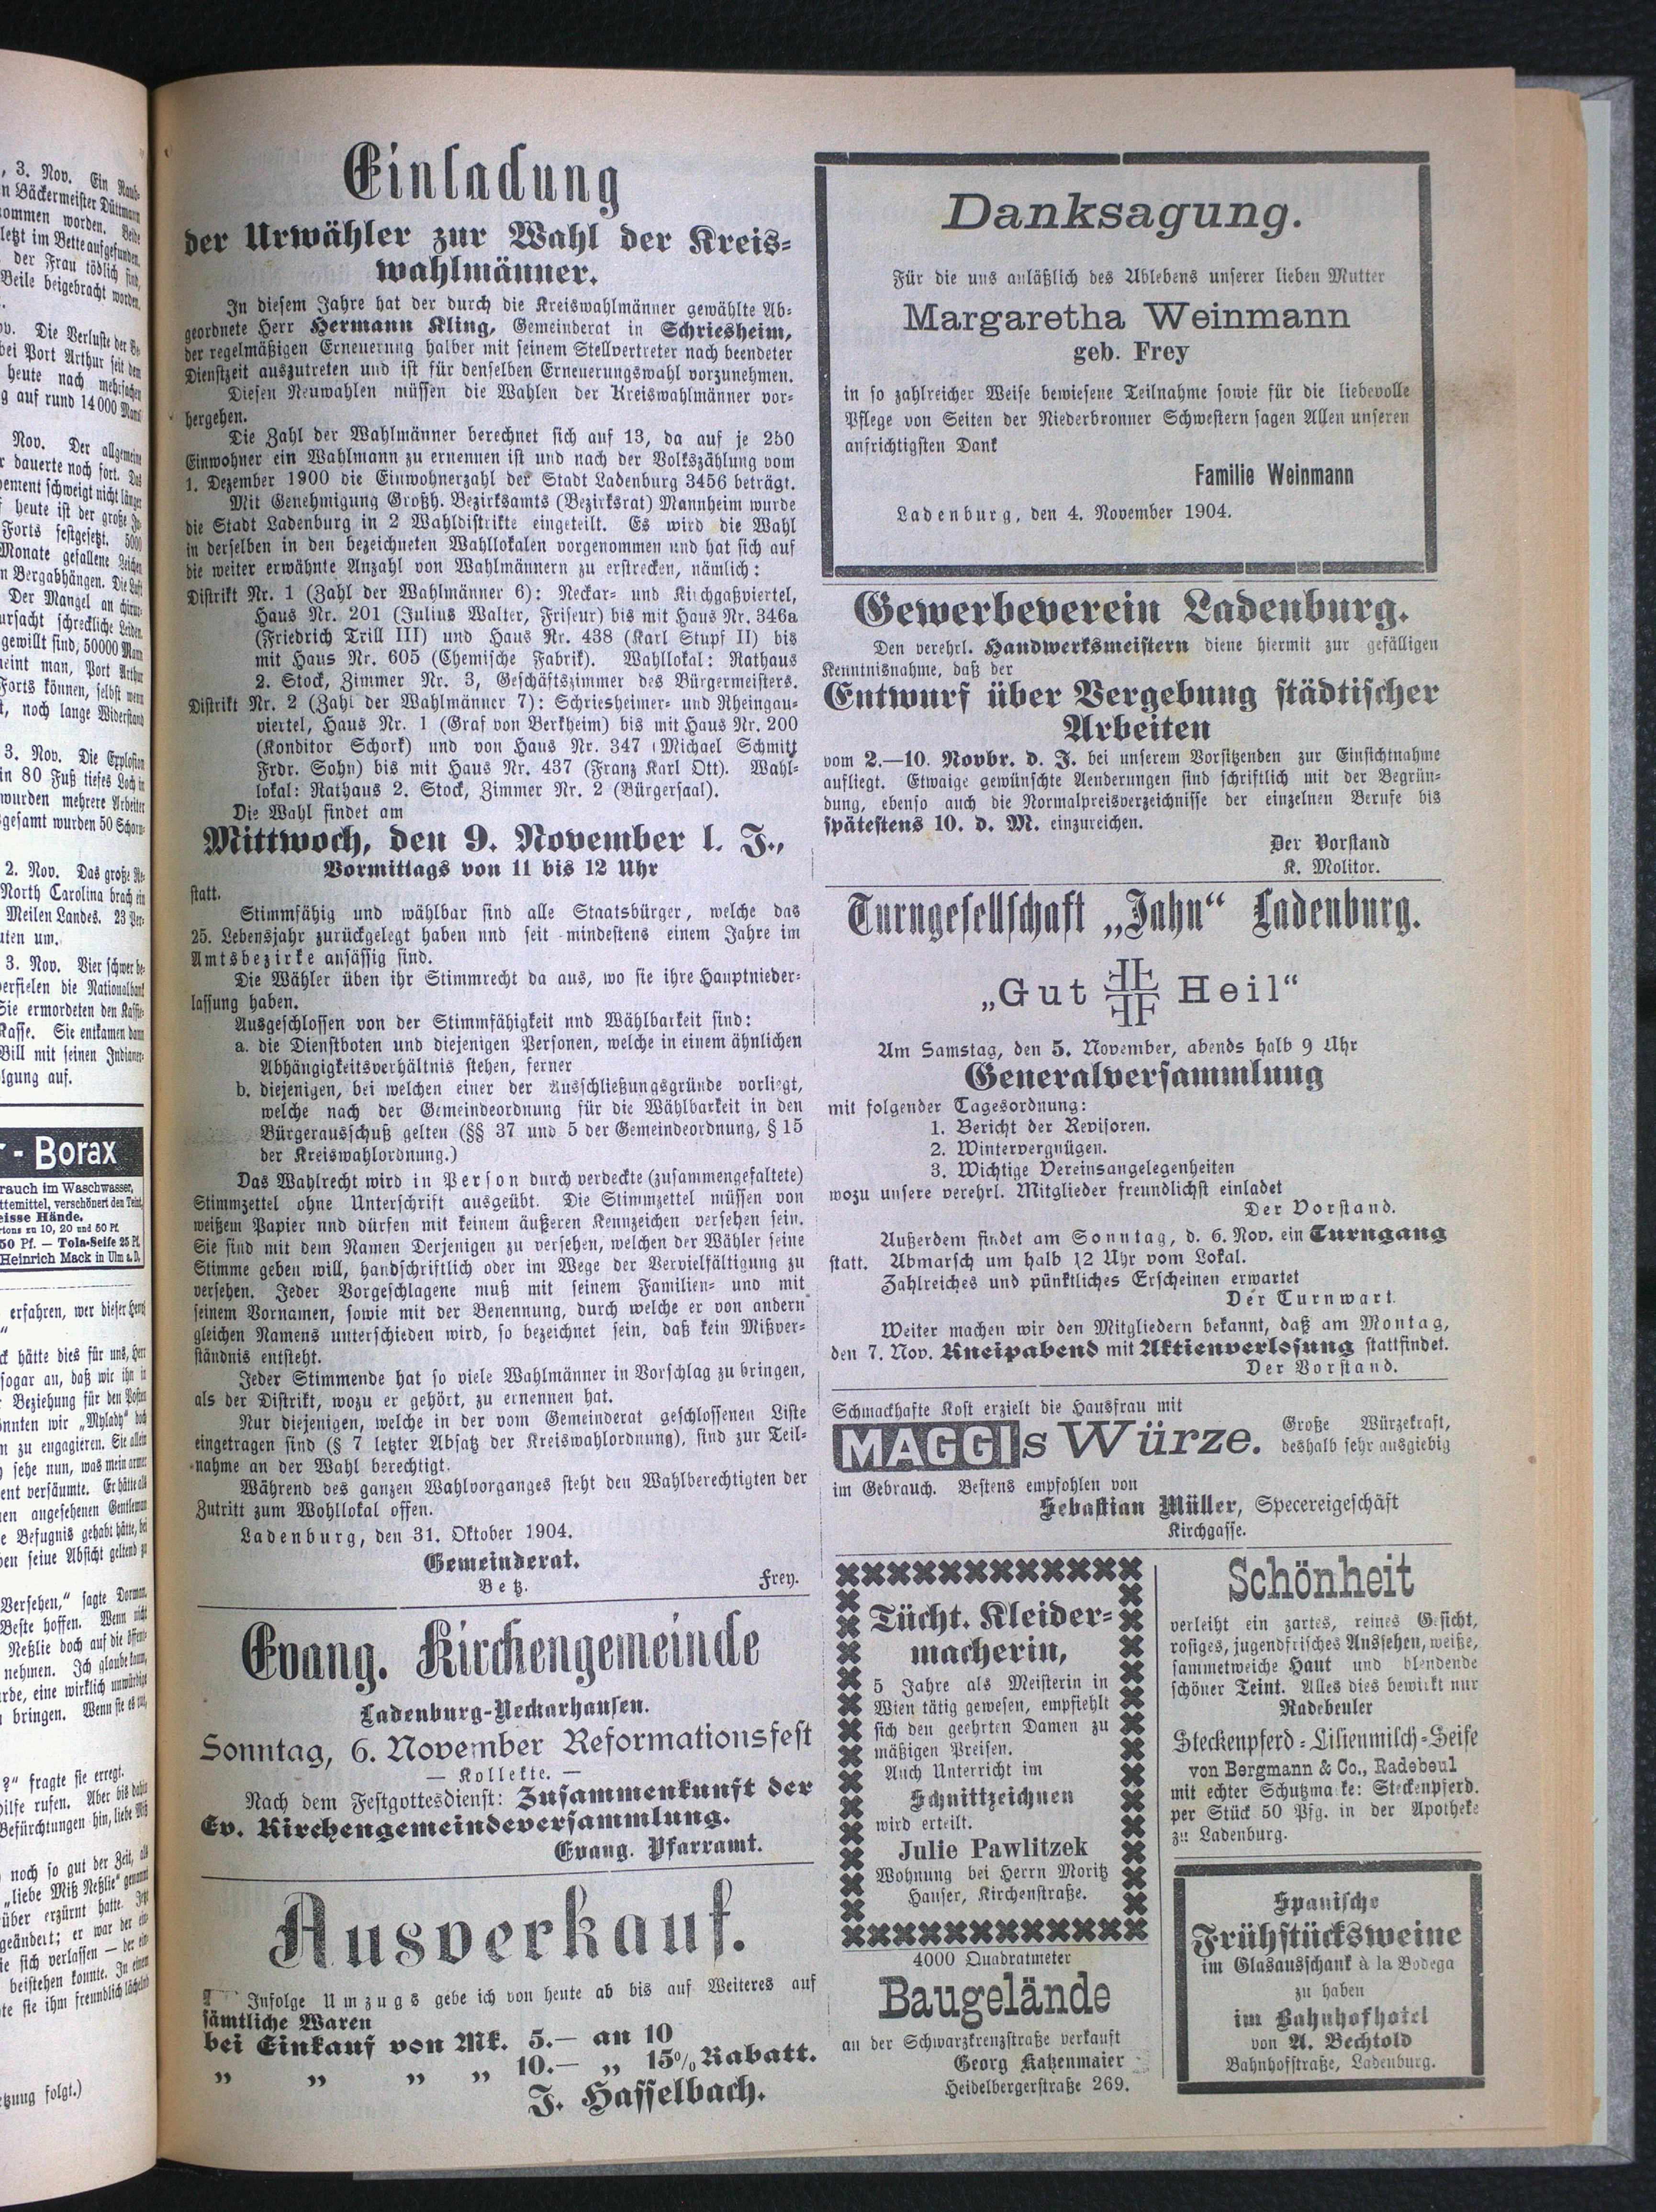 Einladung
der Urwähler zur Wahl der Kreis-
wahlmänner.
In diesem Jahre hat der durch die Kreiswahlmänner gewählte Ab-
geordnete Herr Hermann Kling, Gemeinderat in Schriesheim,
der regelmäßigen Erneuerung halber mit seinem Stellvertreter nach beendeter
Dienstzeit auszutreten und ist für denselben Erneuerungswahl vorzunehmen.
Diesen Neuwahlen müssen die Wahlen der Kreiswahlmänner vor-
hergehen.
Die Zahl der Wahlmänner berechnet sich auf 13, da auf je 250
Einwohner ein Wahlmann zu ernennen ist und nach der Volkszählung vom
1. Dezember 1900 die Einwohnerzahl der Stadt Ladenburg 3456 beträgt.
Mit Genehmigung Großh. Bezirksamts (Bezirksrat) Mannheim wurde
die Stadt Ladenburg in 2 Wahldistrikte eingeteilt. Es wird die Wahl
in derselben in den bezeichneten Wahllokalen vorgenommen und hat sich auf
die weiter erwähnte Anzahl von Wahlmännern zu erstrecken, nämlich:
Distrikt Nr. 1 (Zahl der Wahlmänner 6): Neckar- und Kirchgaßviertel,
Haus Nr. 201 (Julius Walter, Friseur) bis mit Haus Nr. 346a
(Friedrich Trill III) und Haus Nr. 438 (Karl Stupf II) bis
mit Haus Nr. 605 (Chemische Fabrik). Wahllokal: Rathaus
2. Stock, Zimmer Nr. 3, Geschäftszimmer des Bürgermeisters.
Distrikt Nr. 2 (Zahl der Wahlmänner 7): Schriesheimer- und Rheingau-
viertel, Haus Nr. 1 (Graf von Berkheim) bis mit Haus Nr. 200
(Konditor Schork) und von Haus Nr. 347 (Michael Schmitt
Frdr. Sohn) bis mit Haus Nr. 437 (Franz Karl Ott). Wahl-
lokal: Rathaus 2. Stock, Zimmer Nr. 2 (Bürgersaal).
Die Wahl findet am
Mittwoch, den 9. November l. J.,
Vormittags von 11 bis 12 Uhr
statt.
Stimmfähig und wählbar sind alle Staatsbürger, welche das
25. Lebensjahr zurückgelegt haben nnd seit mindestens einem Jahre im
Amtsbezirke ansässig sind.
Die Wähler üben ihr Stimmrecht da aus, wo sie ihre Hauptnieder-
lassung haben.
Ausgeschlossen von der Stimmfähigkeit nnd Wählbarkeit sind:
a. die Dienstboten und diejenigen Personen, welche in einem ähnlichen
Abhängigkeitsverhältnis stehen, ferner
b. diejenigen, bei welchen einer der Ausschließungsgründe vorliegt,
welche nach der Gemeindeordnung für die Wählbarkeit in den
Bürgerausschuß gelten (§§ 37 und 5 der Gemeindeordnung, § 15
der Kreiswahlordnung.)
Das Wahlrecht wird in Person durch verdeckte (zusammengefaltete)
Stimmzettel ohne Unterschrift ausgeübt. Die Stimmzettel müssen von
weißem Papier nnd dürfen mit keinem äußeren Kennzeichen versehen sein.
Sie sind mit dem Namen Derjenigen zu versehen, welchen der Wähler seine
Stimme geben will, handschriftlich oder im Wege der Vervielfältigung zu
versehen. Jeder Vorgeschlagene muß mit seinem Familien- und mit
seinem Vornamen, sowie mit der Benennung, durch welche er von andern
gleichen Namens unterschieden wird, so bezeichnet sein, daß kein Mißver-
ständnis entsteht.
Jeder Stimmende hat so viele Wahlmänner in Vorschlag zu bringen,
als der Distrikt, wozu er gehört, zu ernennen hat.
Nur diejenigen, welche in der vom Gemeinderat geschlossenen Liste
eingetragen sind (§ 7 letzter Absatz der Kreiswahlordnung), sind zur Teil-
nahme an der Wahl berechtigt.
Während des ganzen Wahlvorganges steht den Wahlberechtigten der
Zutritt zum Wohllokal offen.
Ladenburg, den 31. Oktober 1904.
Gemeinderat.
Betz. Frey.
Evang. Kirchengemeinde
Ladenburg-Neckarhausen.
Sonntag, 6. November Reformationsfest
— Kollekte. —
Nach dem Festgottesdienst: Zusammenkunft der
Ev. Kirchengemeindeversammlung.
Evang. Pfarramt.
Ausverkauf.
Infolge Umzugs gebe ich von heute ab bis auf Weiteres auf
sämtliche Waren
bei Einkauf von Mk. 5.— an 10
„ „ „ „ 10.— „ 15% Rabatt.
J. Hasselbach.
Danksagung.
Für die uns anläßlich des Ablebens unserer lieben Mutter
Margaretha Weinmann
geb. Frey
in so zahlreicher Weise bewiesene Teilnahme sowie für die liebevolle
Pflege von Seiten der Niederbronner Schwestern sagen Allen unseren
aufrichtigsten Dank
Familie Weinmann
Ladenburg, den 4. November 1904.
Gewerbeverein Ladenburg.
Den verehrl. Handwerksmeistern diene hiermit zur gefälligen
Kenntnisnahme, daß der
Entwurf über Vergebung städtischer
Arbeiten
vom 2.—10. Novbr. d. J. bei unserem Vorsitzenden zur Einsichtnahme
aufliegt. Etwaige gewünschte Aenderungen sind schriftlich mit der Begrün-
dung, ebenso auch die Normalpreisverzeichnisse der einzelnen Berufe bis
spätestens 10. d. M. einzureichen.
Der Vorstand
K. Molitor.
Turngesellschaft „Jahn“ Ladenburg.
„Gut Heil“
Am Samstag, den 5. November, abends halb 9 Uhr
Generalversammlung
mit folgender Tagesordnung:
1. Bericht der Revisoren.
2. Wintervergnügen.
3. Wichtige Vereinsangelegenheiten
wozu unsere verehrl. Mitglieder freundlichst einladet
Der Vorstand.
Außerdem findet am Sonntag, d. 6. Nov. ein Turngang
statt. Abmarsch um halb 12 Uhr vom Lokal.
Zahlreiches und pünktliches Erscheinen erwartet
Der Turnwart.
Weiter machen wir den Mitgliedern bekannt, daß am Montag,
den 7. Nov. Kneipabend mit Aktienverlosung stattfindet.
Der Vorstand.
Schmackhafte Kost erzielt die Hausfrau mit
MAGGIs Würze. Große Würzekraft,
deshalb sehr ausgiebig
im Gebrauch. Bestens empfohlen von
Sebastian Müller, Specereigeschäft
Kirchgasse.
Tücht. Kleider-
macherin,
5 Jahre als Meisterin in
Wien tätig gewesen, empfiehlt
sich den geehrten Damen zu
mäßigen Preisen.
Auch Unterricht im
Schnittzeichnen
wird erteilt.
Julie Pawlitzek
Wohnung bei Herrn Moritz
Hauser, Kirchenstraße.
4000 Quadratmeter
Baugelände
an der Schwarzkreuzstraße verkauft
Georg Katzenmaier
Heidelbergerstraße 269.
Schönheit
verleiht ein zartes, reines Gesicht,
rosiges, jugendfrisches Aussehen, weiße,
sammetweiche Haut und blendende
schöner Teint. Alles dies bewirkt nur
Radebeuler
Steckenpferd-Lilienmilch-Seife
von Bergmann & Co., Radebeul
mit echter Schutzmarke: Steckenpferd.
per Stück 50 Pfg. in der Apotheke
zu Ladenburg.
Spanische
Frühstücksweine
im Glasausschank à la Bodega
zu haben
im Bahnhofhotel
von A. Bechtold
Bahnhofstraße, Ladenburg.